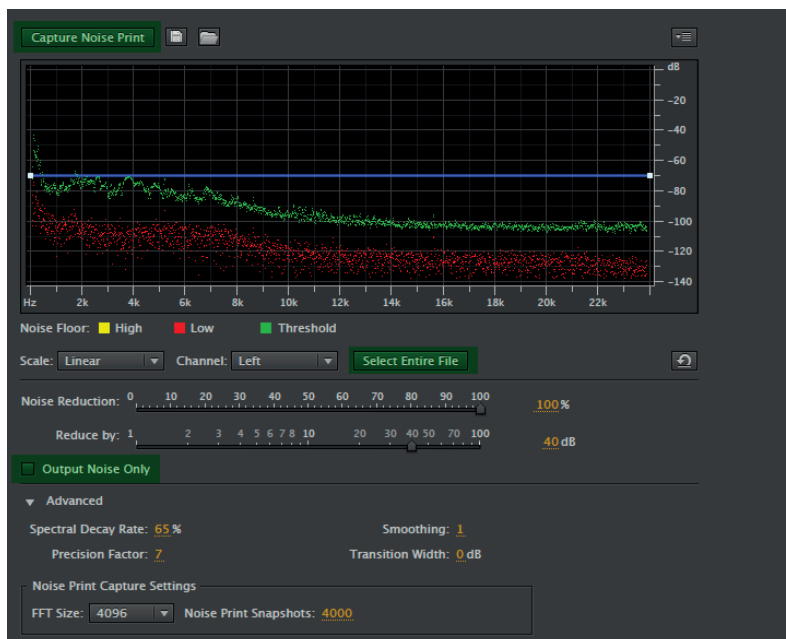 Capture Noise Print
dB
-20
-40
-60
-80
-100
-120
-140
Hz 2k 4k 6k 8k 10k 12k 14k 16k 18k 20k 22k
Noise Floor: High Low Threshold
Scale: Linear Channel: Left Select Entire File
Noise Reduction: 0 10 20 30 40 50 60 70 80 90 100 100 %
Reduce by: 1 2 3 4 5 6 7 8 10 20 30 40 50 70 100 40 dB
Output Noise Only
Advanced
Spectral Decay Rate: 65 % Smoothing: 1
Precision Factor: 7 Transition Width: 0 dB
Noise Print Capture Settings
FFT Size: 4096 Noise Print Snapshots: 4000